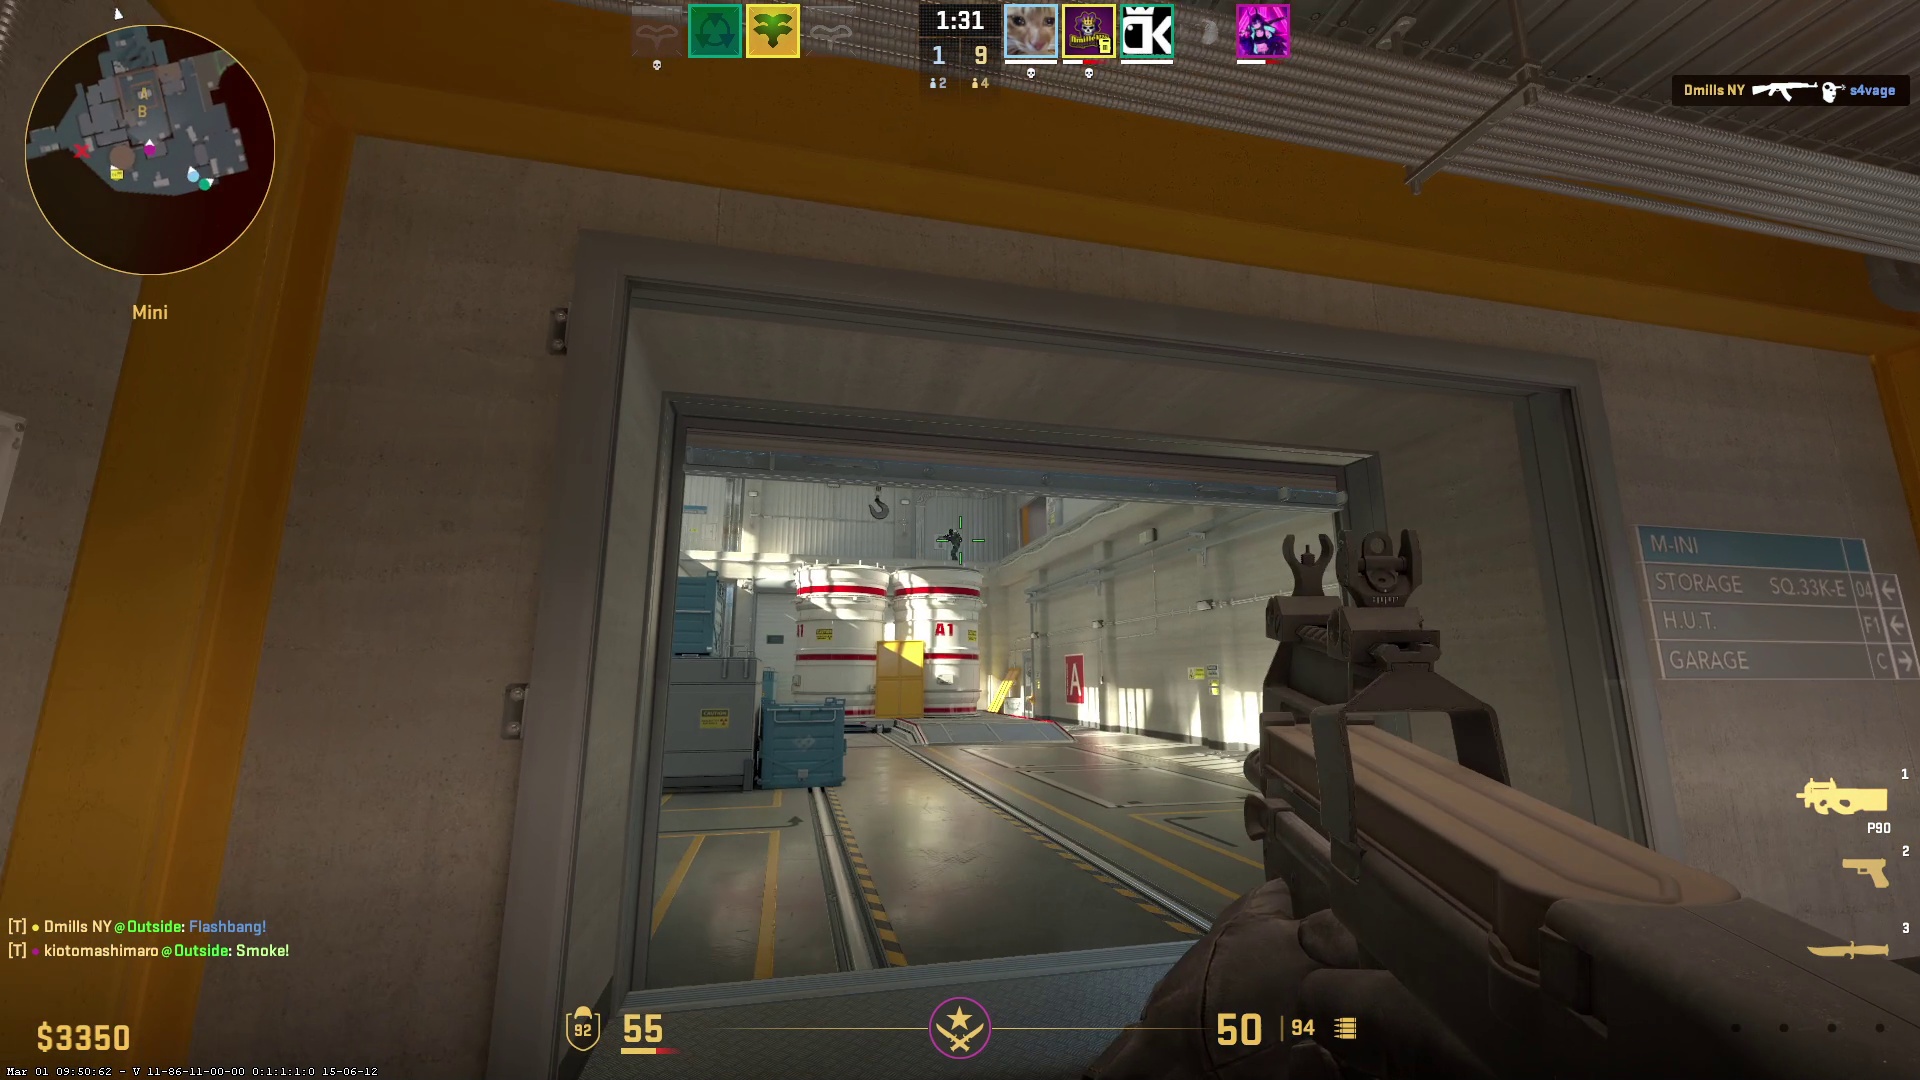 1:31
1 9
2 4
Dmills NY s4vage
A
B
Mini
M-INI
STORAGE SQ.33K-E 04
H.U.T. F1
GARAGE C
A1
A
CAUTION
[T] Dmills NY @ Outside: Flashbang!
[T] kiotomashimaro @ Outside: Smoke!
$3350
92 55
50 | 94
1
P90
2
3
Mar 01 09:50:62 - V 11-86-11-00-00 0:1:1:1:0 15-06-12